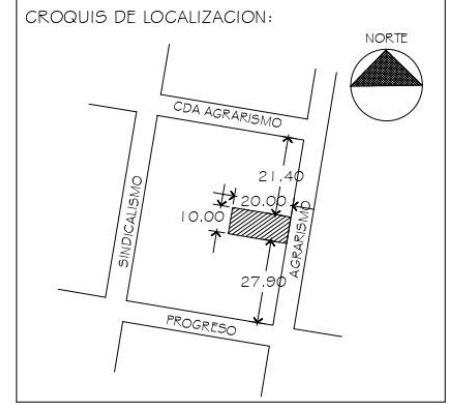 CROQUIS DE LOCALIZACION:
NORTE
CDA AGRARISMO
21.40
20.00
10.00
SINDICALISMO
AGRARISMO
27.90
PROGRESO